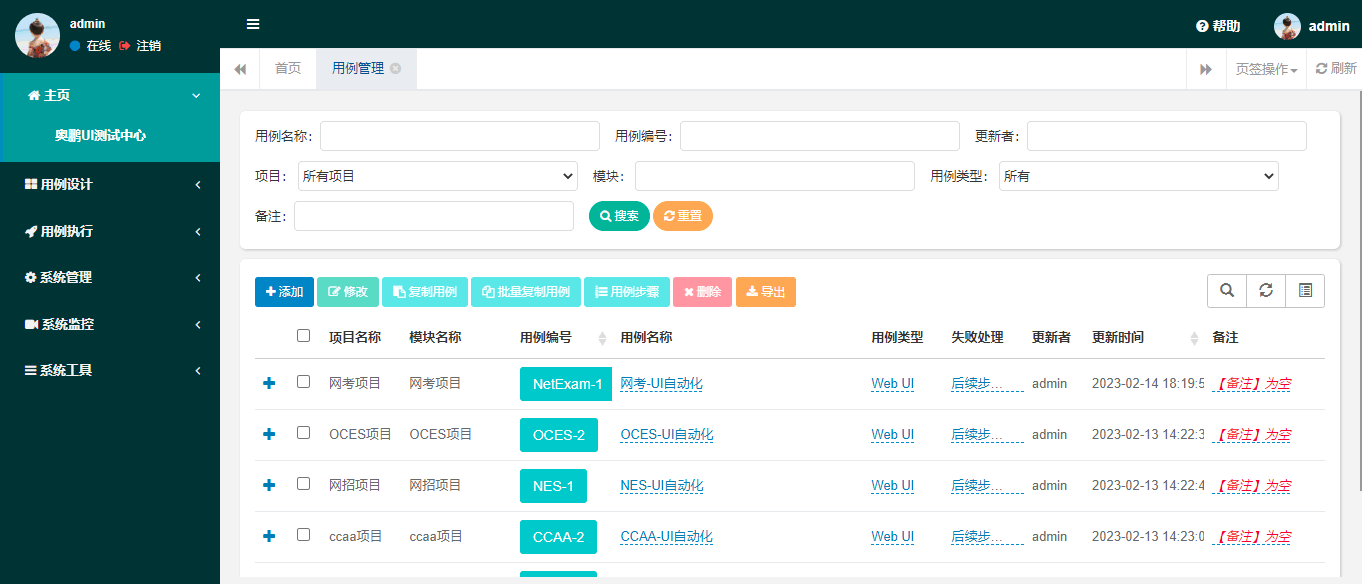 admin
在线 注销
帮助 admin
主页
奥鹏UI测试中心
用例设计
用例执行
系统管理
系统监控
系统工具
首页 用例管理 页签操作 刷新
用例名称: 用例编号: 更新者:
项目: 所有项目 模块: 用例类型: 所有
备注: 搜索 重置
添加 修改 复制用例 批量复制用例 用例步骤 删除 导出
项目名称 模块名称 用例编号 用例名称 用例类型 失败处理 更新者 更新时间 备注
网考项目 网考项目 NetExam-1 网考-UI自动化 Web UI 后续步... admin 2023-02-14 18:19:5 【备注】为空
OCES项目 OCES项目 OCES-2 OCES-UI自动化 Web UI 后续步... admin 2023-02-13 14:22:3 【备注】为空
网招项目 网招项目 NES-1 NES-UI自动化 Web UI 后续步... admin 2023-02-13 14:22:4 【备注】为空
ccaa项目 ccaa项目 CCAA-2 CCAA-UI自动化 Web UI 后续步... admin 2023-02-13 14:23:0 【备注】为空